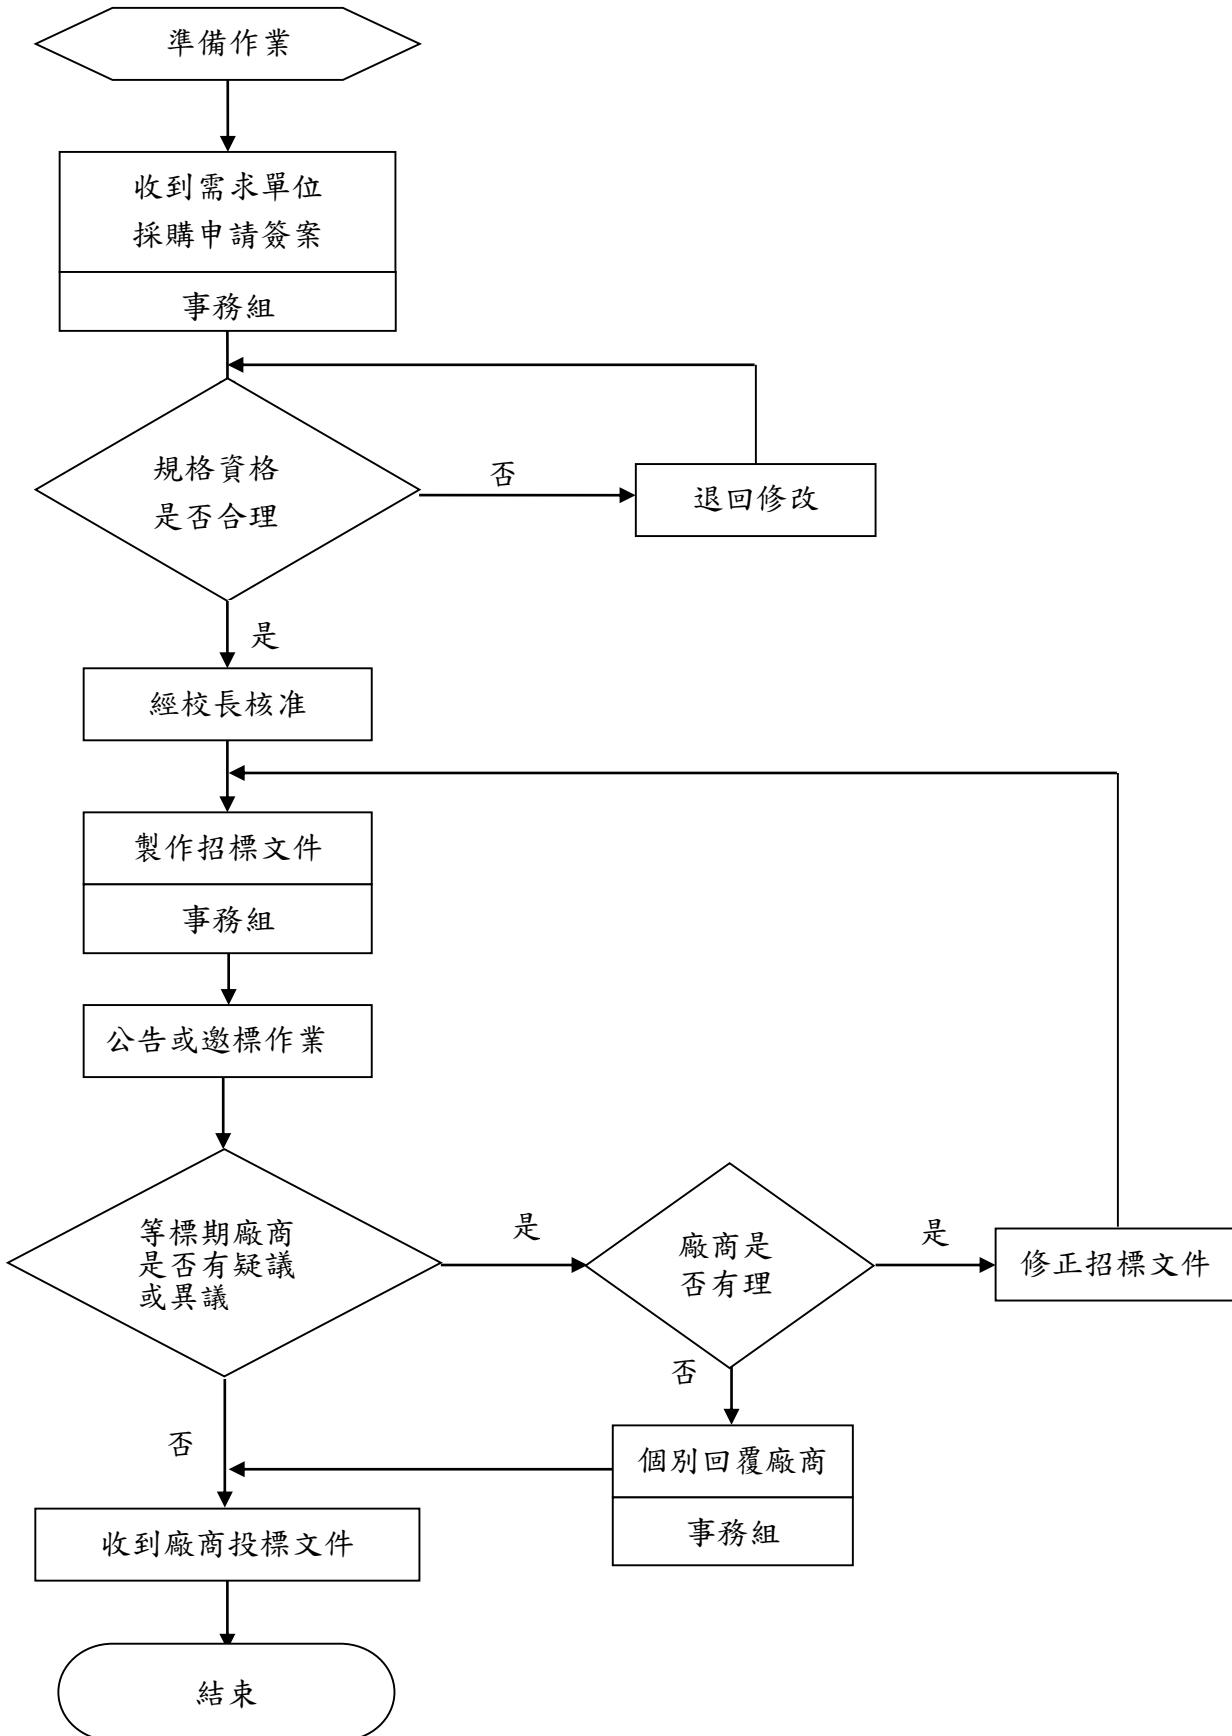 準備作業
收到需求單位
採購申請簽案
事務組
規格資格
是否合理
否
退回修改
是
經校長核准
製作招標文件
事務組
公告或邀標作業
等標期廠商
是否有疑議
或異議
是
廠商是
否有理
是
修正招標文件
否
否
個別回覆廠商
事務組
收到廠商投標文件
結束